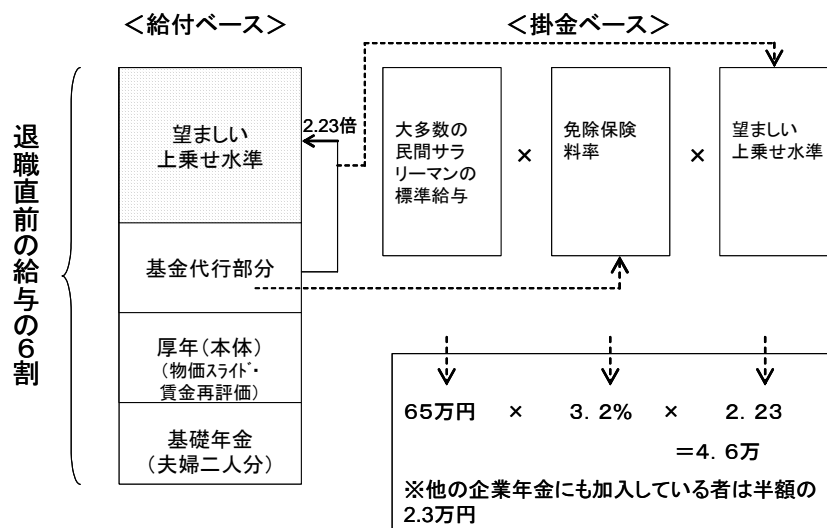 <給付ベース>
<掛金ベース>
退職直前の給与の6割
望ましい
上乗せ水準
2.23倍
基金代行部分
厚年(本体)
(物価スライド・
賃金再評価)
基礎年金
(夫婦二人分)
大多数の
民間サラ
リーマンの
標準給与
×
免除保険
料率
×
望ましい
上乗せ水準
65万円 × 3.2% × 2.23
=4.6万
※他の企業年金にも加入している者は半額の
2.3万円